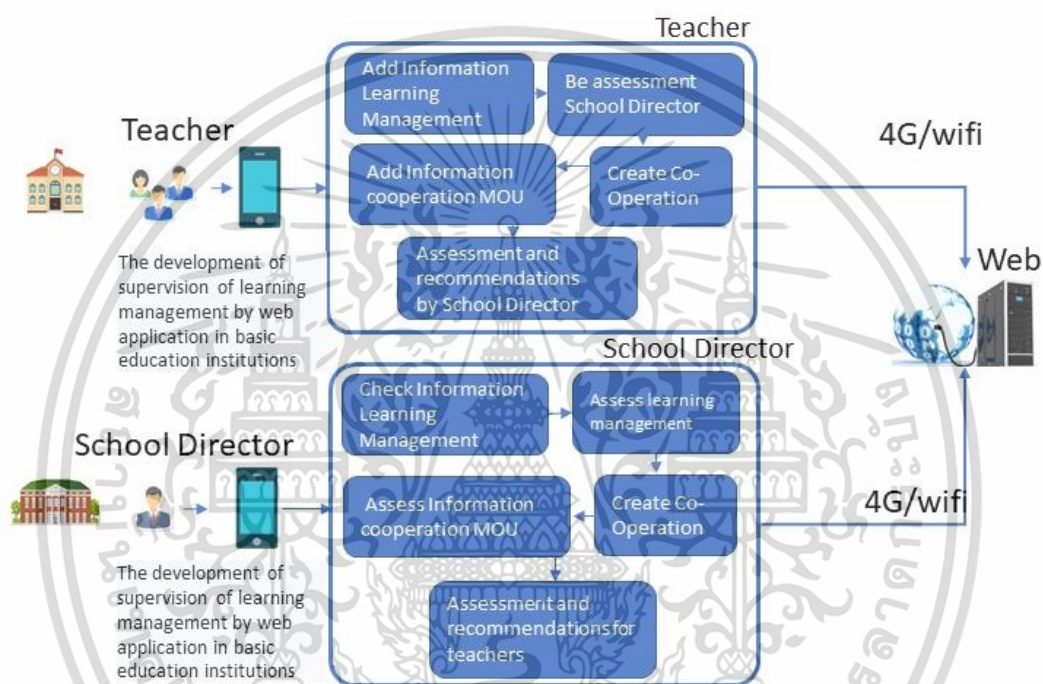 Teacher
Add Information
Learning
Management
Be assessment
School Director
Teacher
4G/wifi
Add Information
cooperation MOU
Create Co-
Operation
The development of
supervision of learning
management by web
application in basic
education institutions
Assessment and
recommendations
by School Director
Web
School Director
Check Information
Learning
Management
Assess learning
management
School Director
Assess Information
cooperation MOU
Create Co-
Operation
4G/wifi
The development of
supervision of learning
management by web
application in basic
education institutions
Assessment and
recommendations for
teachers